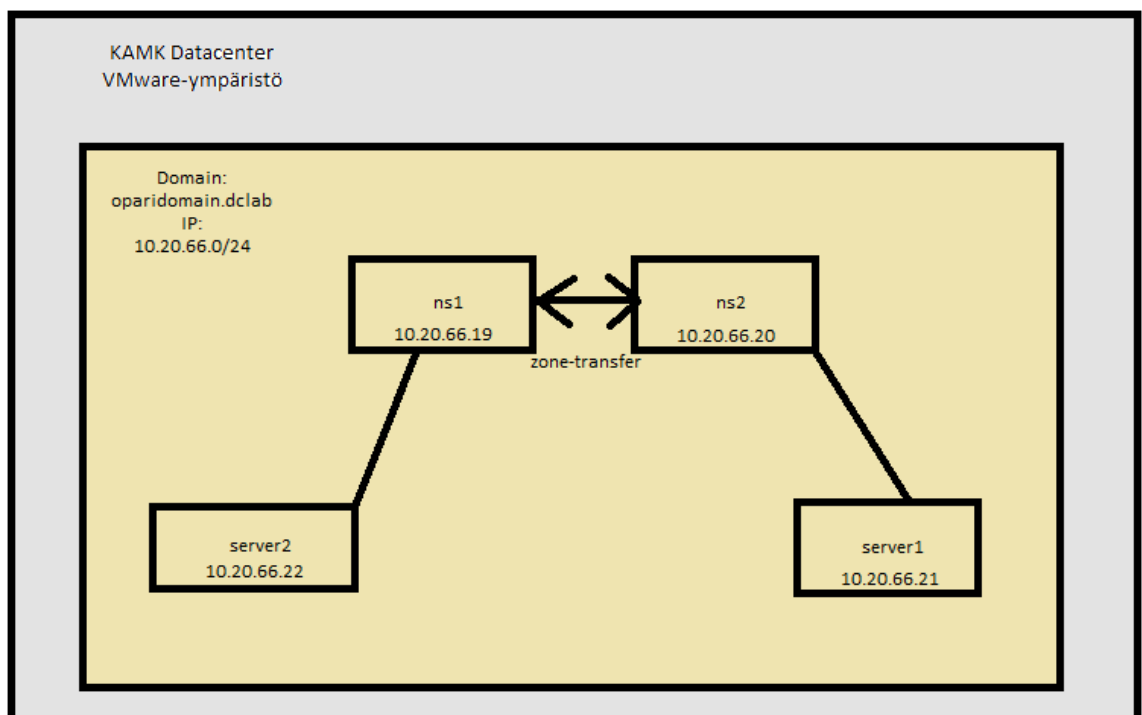 KAMK Datacenter
VMware-ympäristö
Domain:
oparidomain.dclab
IP:
10.20.66.0/24
ns1
10.20.66.19
ns2
10.20.66.20
zone-transfer
server2
10.20.66.22
server1
10.20.66.21